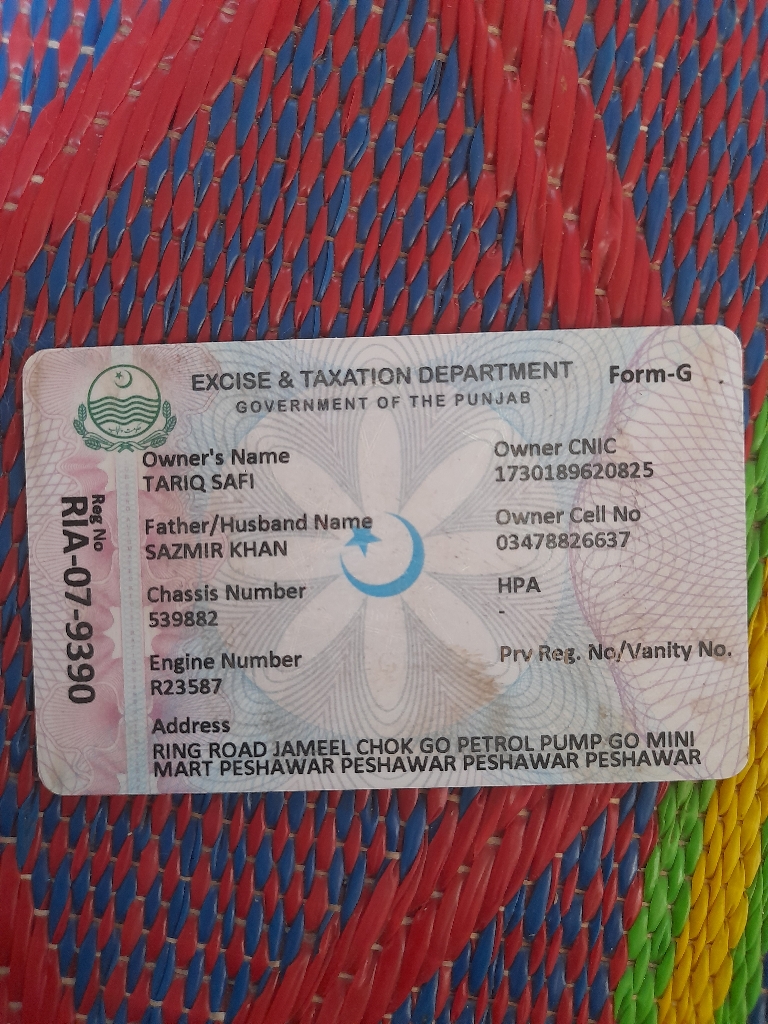 EXCISE & TAXATION DEPARTMENT
Form-G
GOVERNMENT OF THE PUNJAB
Owner's Name
TARIQ SAFI
Owner CNIC
1730189620825
Father/Husband Name
SAZMIR KHAN
Owner Cell No
03478826637
Chassis Number
539882
HPA
-
Engine Number
R23587
Prv Reg. No/Vanity No.
Address
RING ROAD JAMEEL CHOK GO PETROL PUMP GO MINI
MART PESHAWAR PESHAWAR PESHAWAR PESHAWAR
Reg No
RIA-07-9390